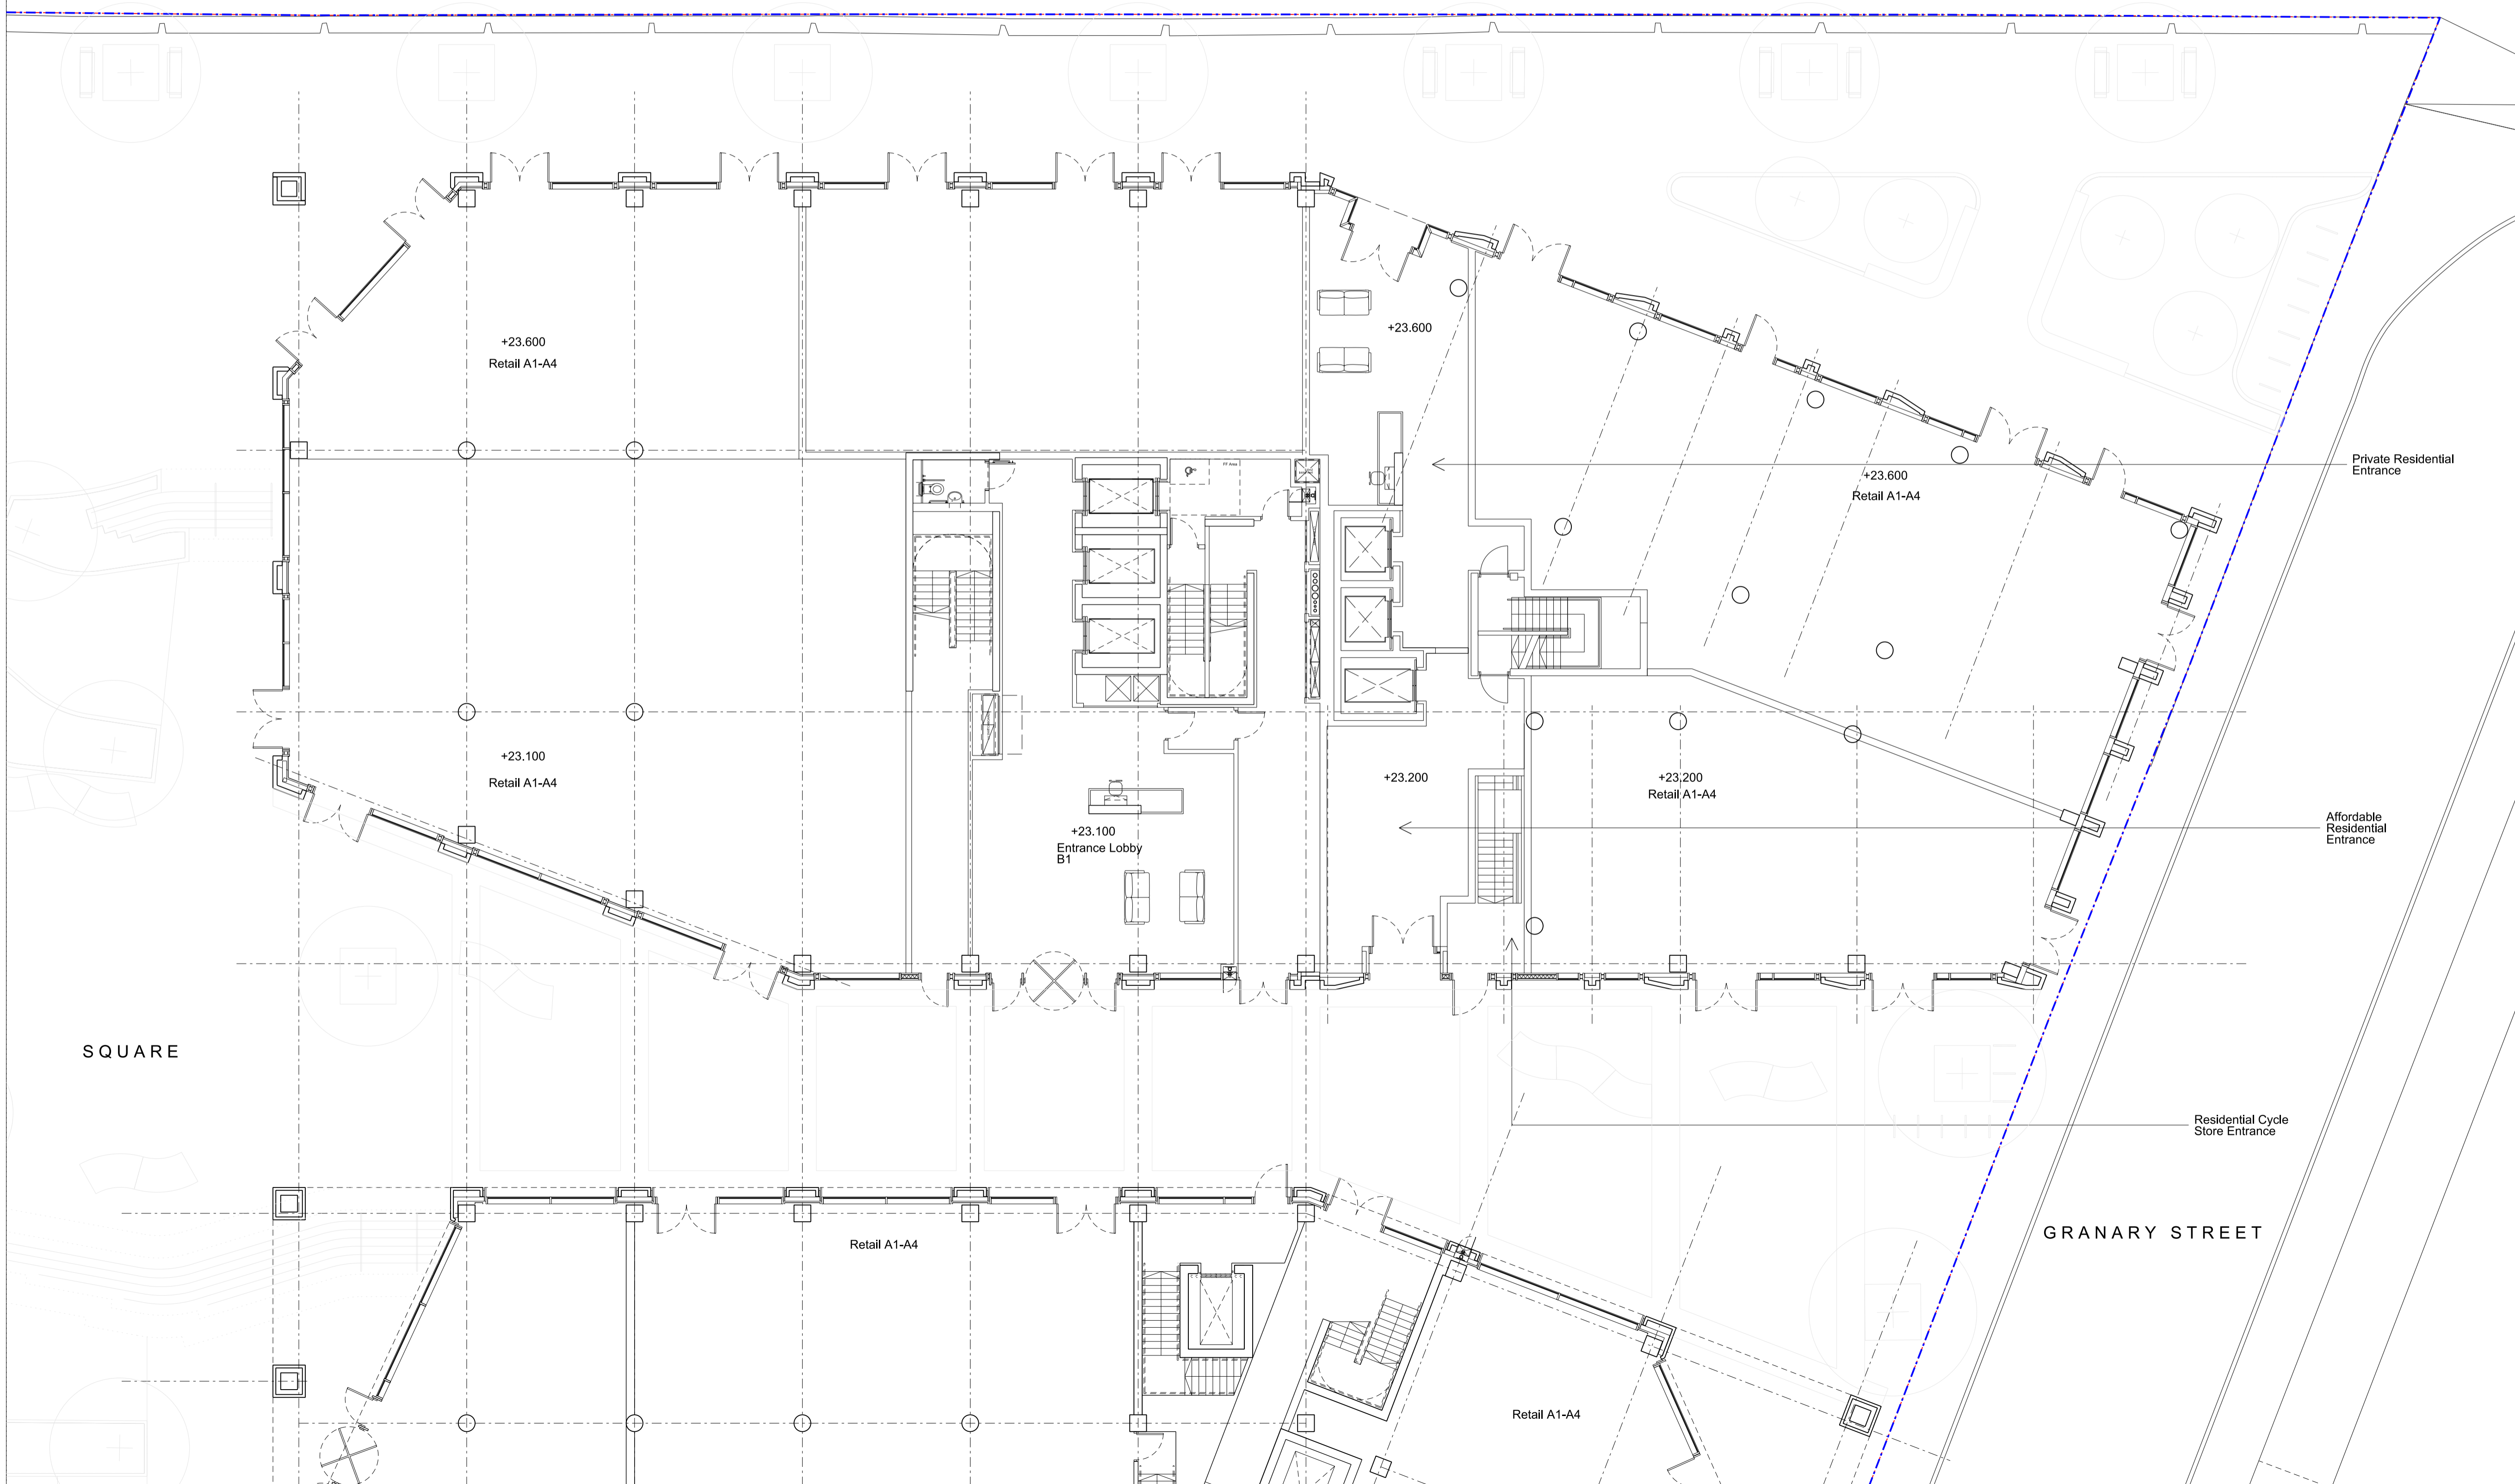 +23.600
Retail A1-A4
+23.600
FF Area
+23.600
Retail A1-A4
Private Residential
Entrance
+23.100
Retail A1-A4
+23.200
+23.200
Retail A1-A4
+23.100
Entrance Lobby
B1
Affordable
Residential
Entrance
SQUARE
Residential Cycle
Store Entrance
GRANARY STREET
Retail A1-A4
Retail A1-A4